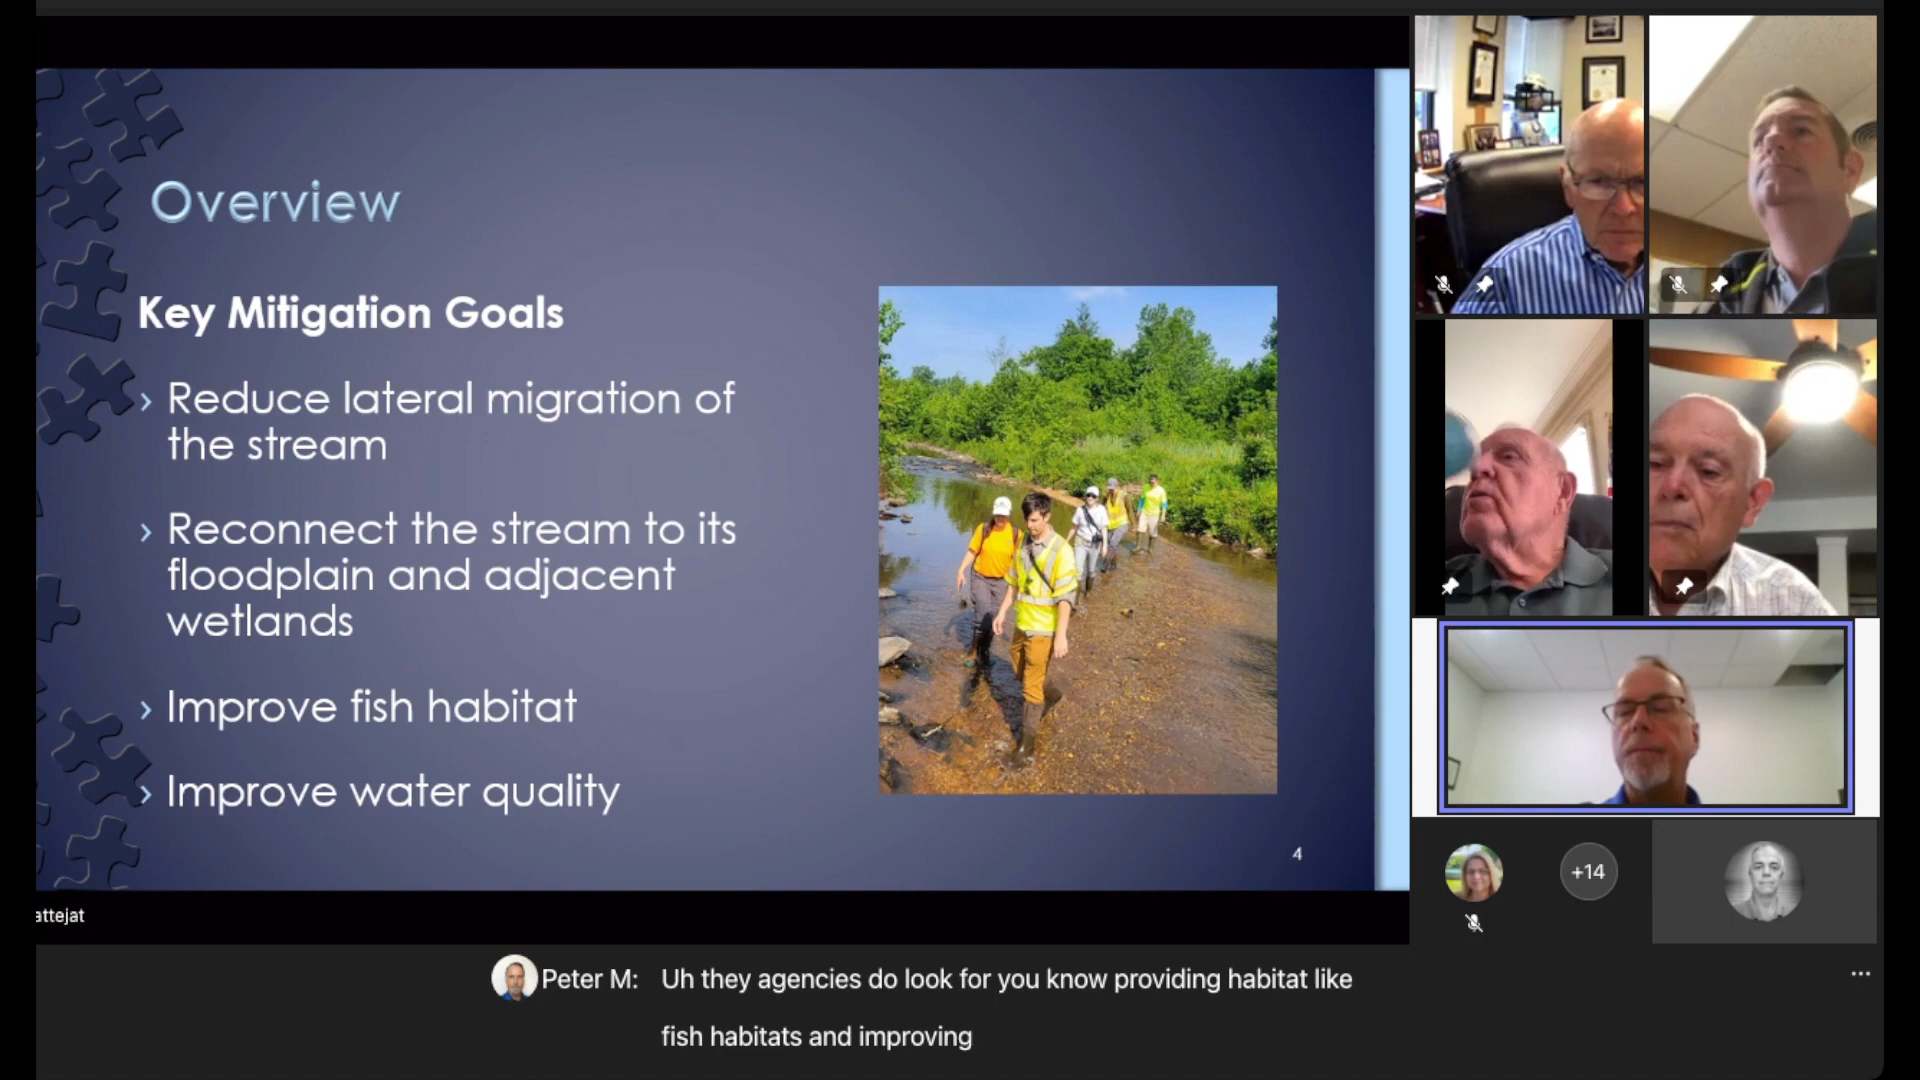 Overview
Key Mitigation Goals
› Reduce lateral migration of
the stream
› Reconnect the stream to its
floodplain and adjacent
wetlands
› Improve fish habitat
› Improve water quality
4
attejat
+14
Peter M: Uh they agencies do look for you know providing habitat like
fish habitats and improving